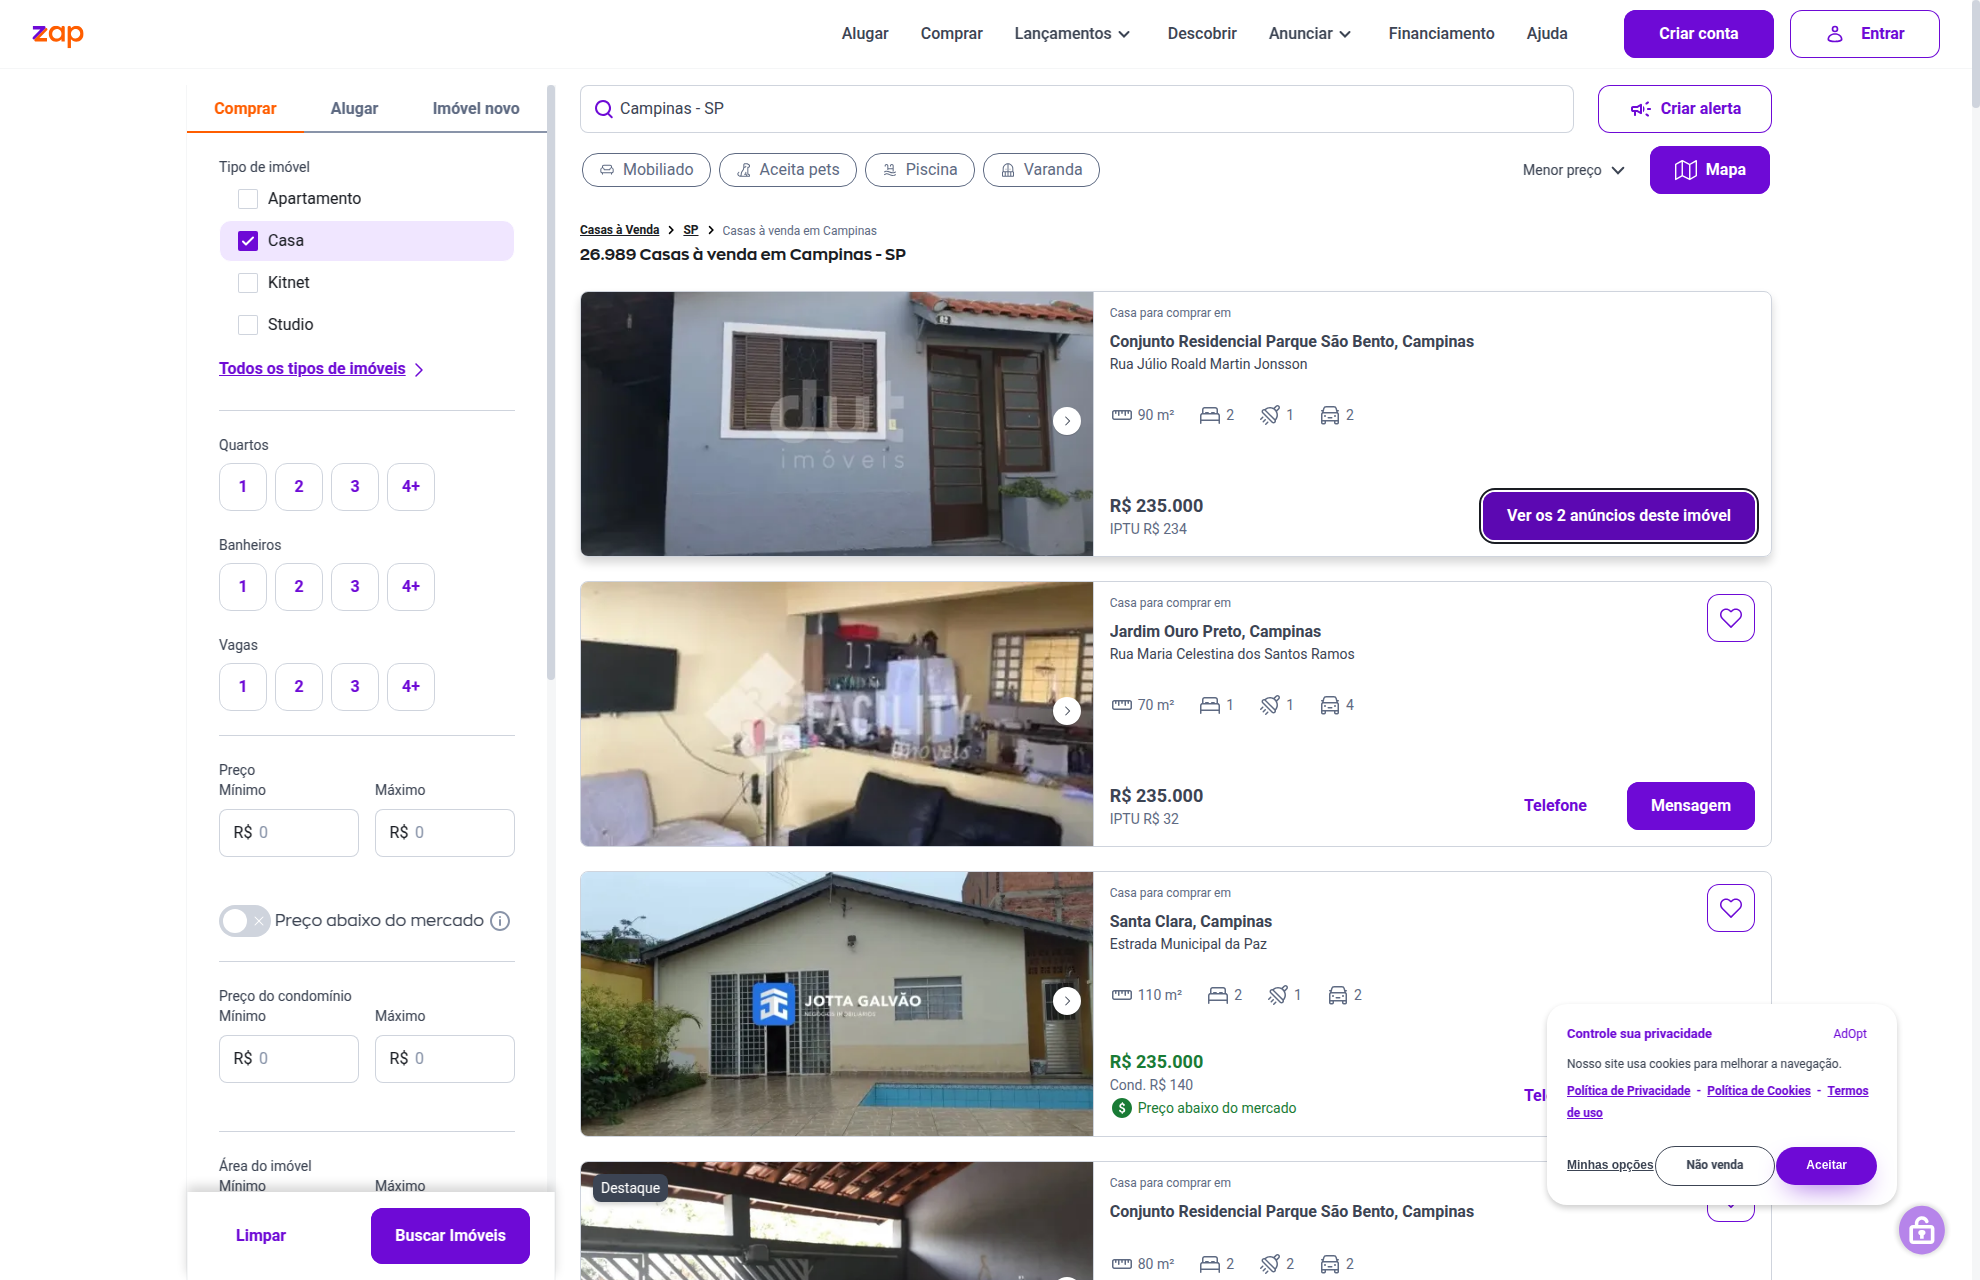 zap
Alugar
Comprar
Lançamentos
Descobrir
Anunciar
Financiamento
Ajuda
Criar conta
Entrar
Comprar
Alugar
Imóvel novo
Tipo de imóvel
Apartamento
Casa
Kitnet
Studio
Todos os tipos de imóveis
Quartos
1
2
3
4+
Banheiros
1
2
3
4+
Vagas
1
2
3
4+
Preço
Mínimo
Máximo
R$ 0
R$ 0
Preço abaixo do mercado
Preço do condomínio
Mínimo
Máximo
R$ 0
R$ 0
Área do imóvel
Mínimo
Máximo
Limpar
Buscar Imóveis
Campinas - SP
Criar alerta
Mobiliado
Aceita pets
Piscina
Varanda
Menor preço
Mapa
Casas à Venda
SP
Casas à venda em Campinas
26.989 Casas à venda em Campinas - SP
dut
imóveis
Casa para comprar em
Conjunto Residencial Parque São Bento, Campinas
Rua Júlio Roald Martin Jonsson
90 m²
2
1
2
R$ 235.000
IPTU R$ 234
Ver os 2 anúncios deste imóvel
FACILITY
imóveis
Casa para comprar em
Jardim Ouro Preto, Campinas
Rua Maria Celestina dos Santos Ramos
70 m²
1
1
4
R$ 235.000
IPTU R$ 32
Telefone
Mensagem
JOTTA GALVÃO
NEGÓCIOS IMOBILIÁRIOS
Casa para comprar em
Santa Clara, Campinas
Estrada Municipal da Paz
110 m²
2
1
2
R$ 235.000
Cond. R$ 140
Preço abaixo do mercado
Tel
Destaque
Casa para comprar em
Conjunto Residencial Parque São Bento, Campinas
80 m²
2
2
2
Controle sua privacidade
AdOpt
Nosso site usa cookies para melhorar a navegação.
Política de Privacidade - Política de Cookies - Termos
de uso
Minhas opções
Não venda
Aceitar